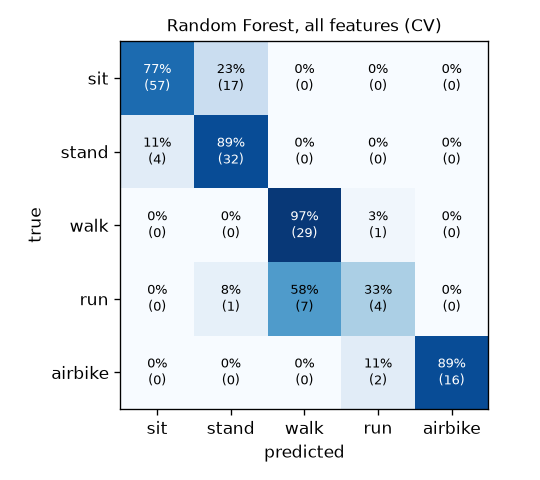 Random Forest, all features (CV)
sit
77% 23% 0% 0% 0%
(57) (17) (0) (0) (0)
stand
11% 89% 0% 0% 0%
(4) (32) (0) (0) (0)
true
walk
0% 0% 97% 3% 0%
(0) (0) (29) (1) (0)
run
0% 8% 58% 33% 0%
(0) (1) (7) (4) (0)
airbike
0% 0% 0% 11% 89%
(0) (0) (0) (2) (16)
sit stand walk run airbike
predicted